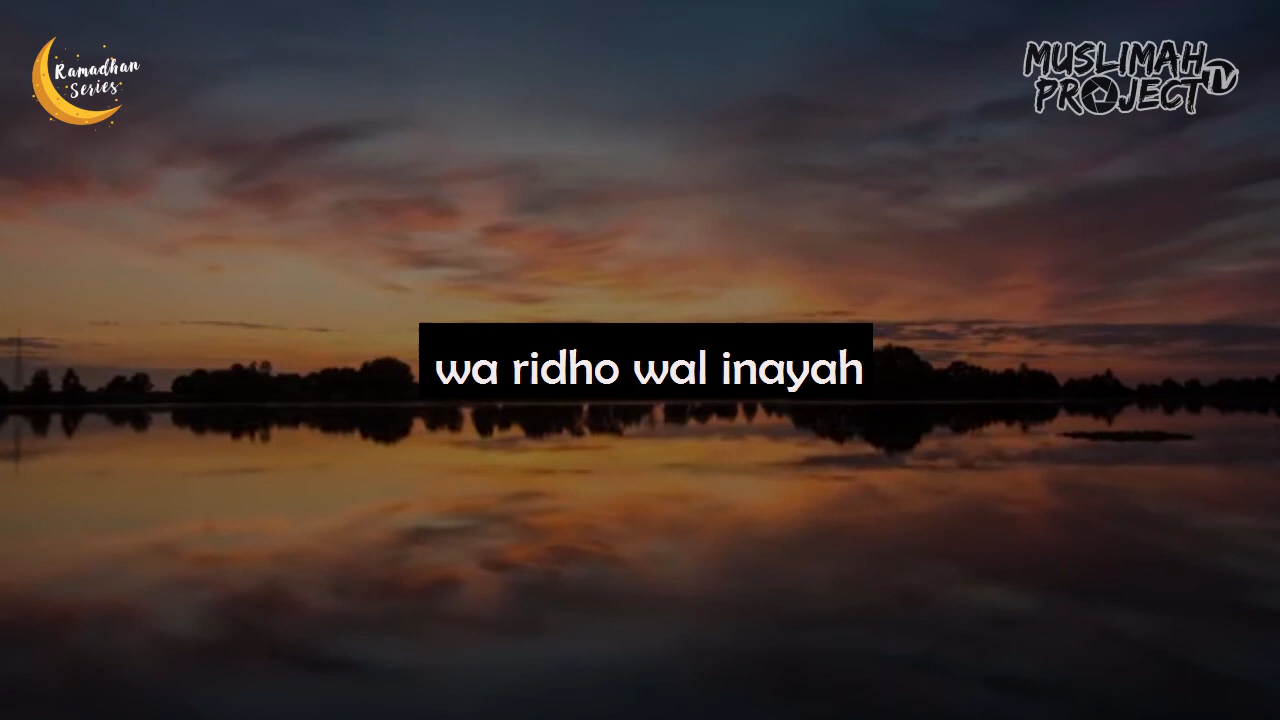 Ramadhan
Series
MUSLIMAH
PROJECT TV
wa ridho wal inayah